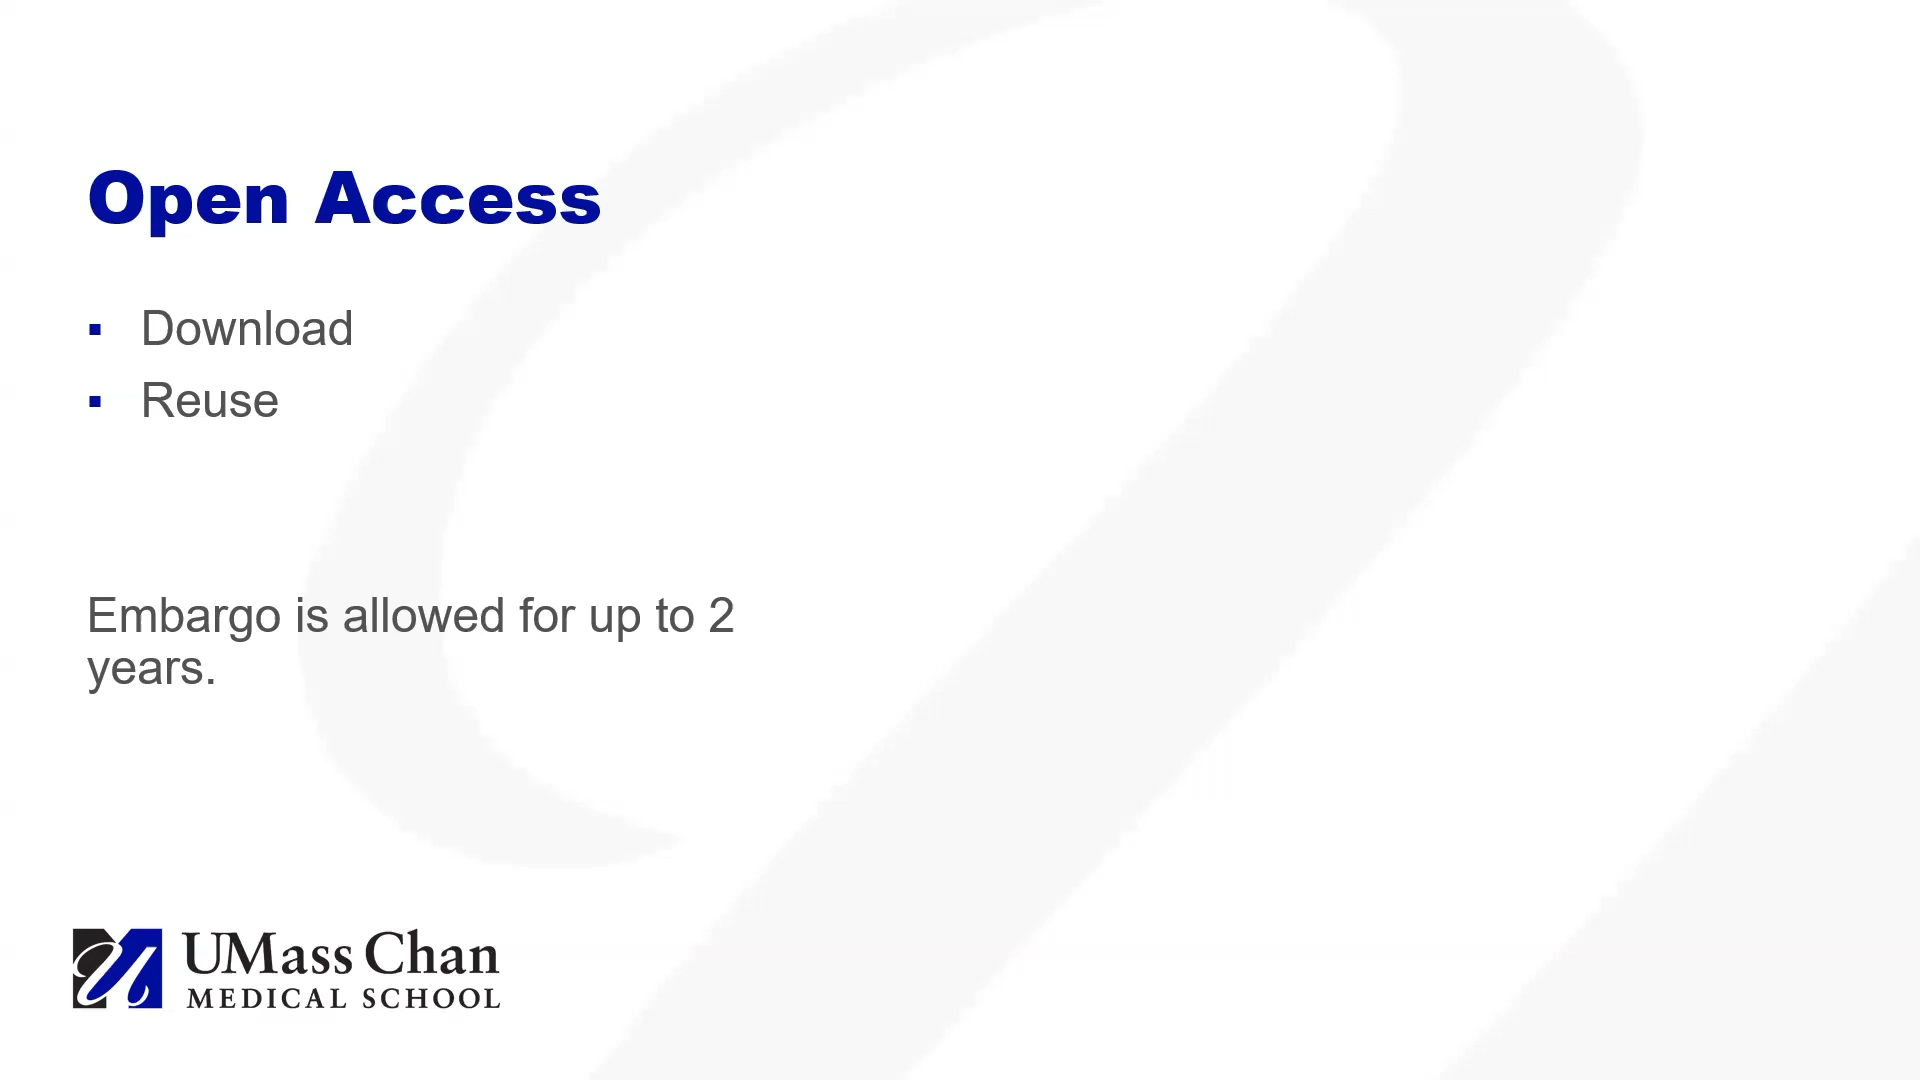 Open Access
▪ Download
▪ Reuse
Embargo is allowed for up to 2
years.
UMass Chan
MEDICAL SCHOOL